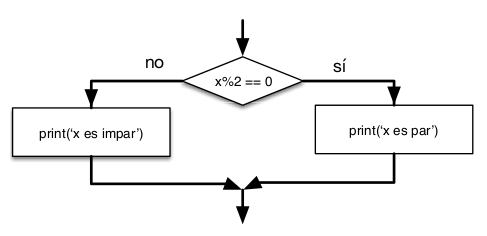 no
sí
x%2 == 0
print(‘x es impar’)
print(‘x es par’)